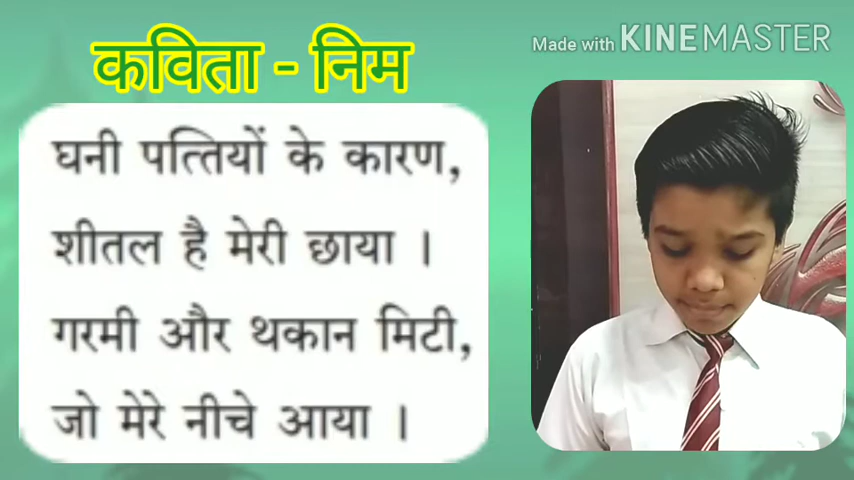 कविता - निम
Made with KINEMASTER
घनी पत्तियों के कारण,
शीतल है मेरी छाया ।
गरमी और थकान मिटी,
जो मेरे नीचे आया ।